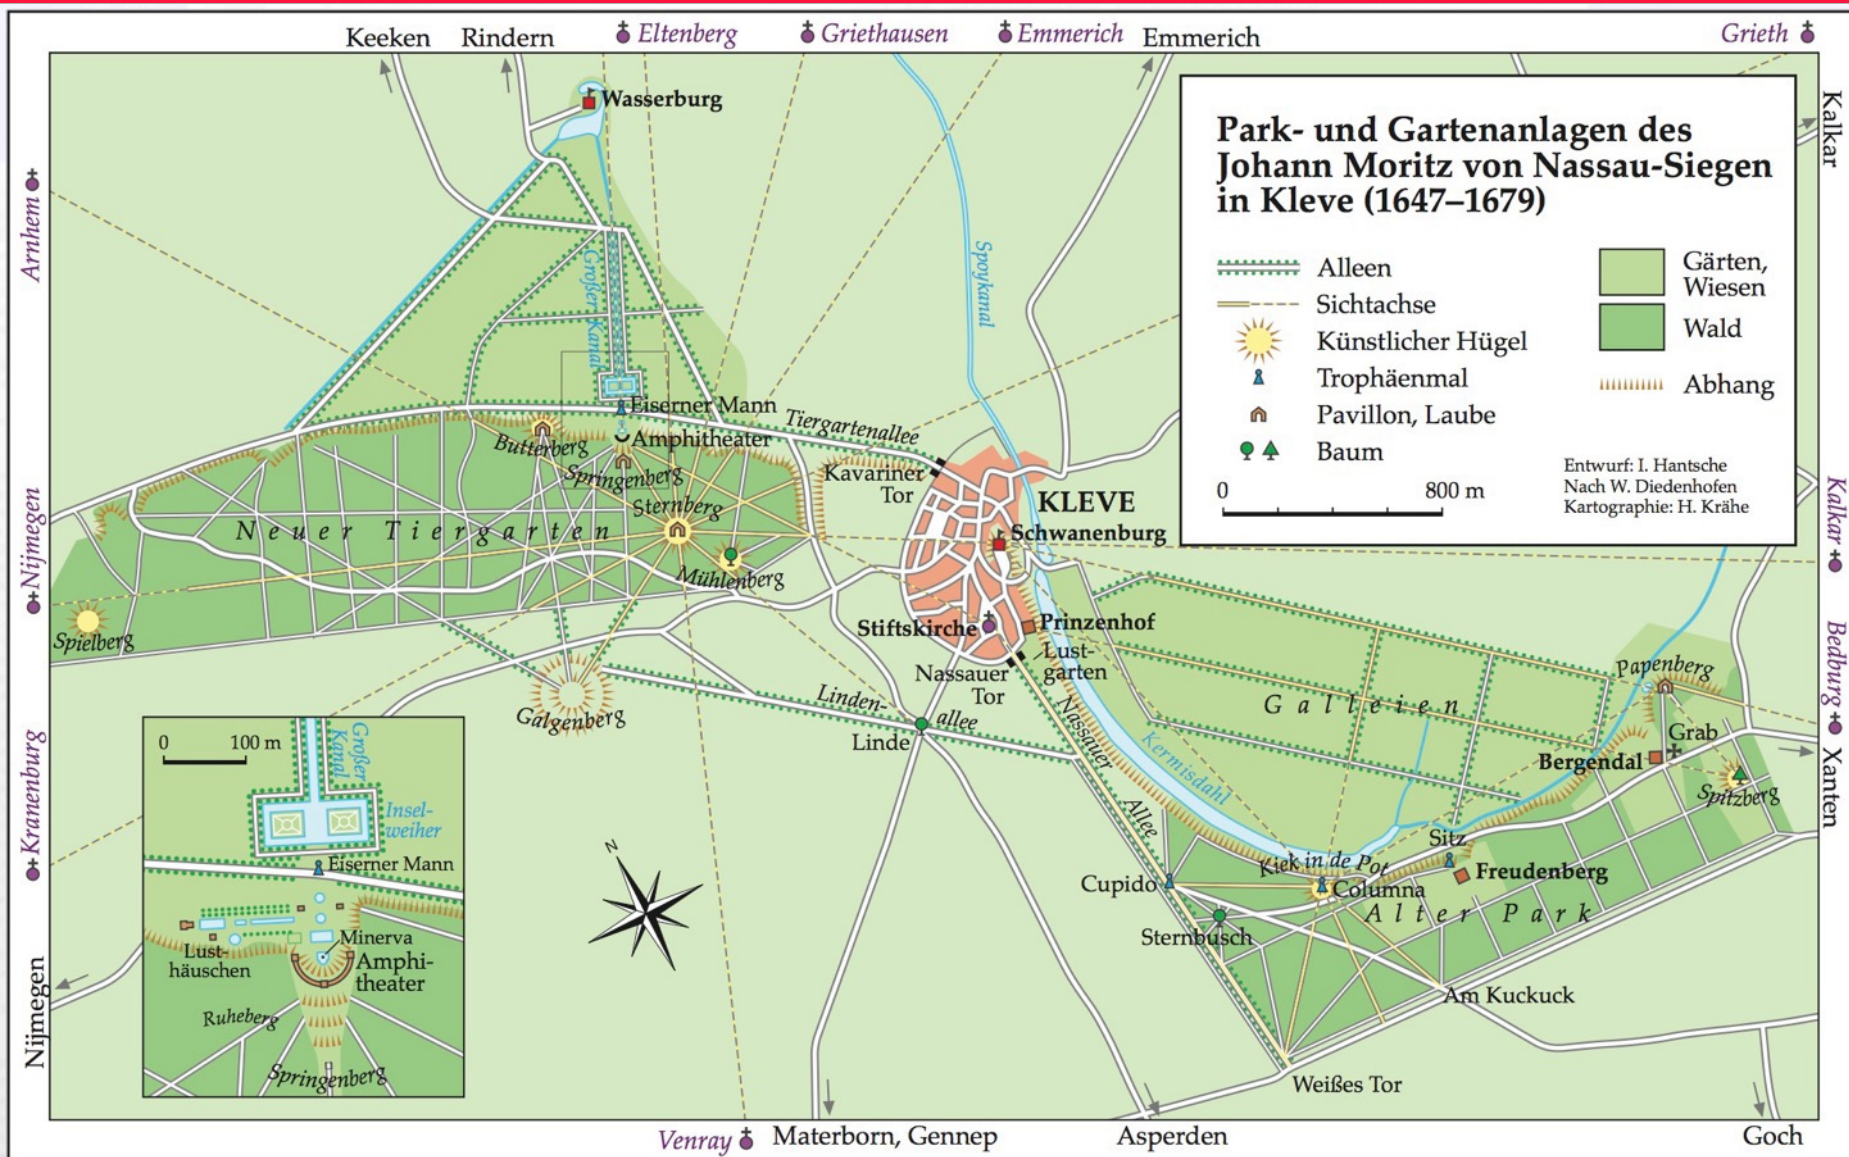 Keeken
Rindern
Eltenberg
Griethausen
Emmerich
Emmerich
Grieth
Kalkar
Arnhem
Nijmegen
Kranenburg
Nijmegen
Kalkar
Bedburg
Xanten
Park- und Gartenanlagen des
Johann Moritz von Nassau-Siegen
in Kleve (1647–1679)
Alleen
Sichtachse
Künstlicher Hügel
Trophäenmal
Pavillon, Laube
Baum
Gärten,
Wiesen
Wald
Abhang
0
800 m
Entwurf: I. Hantsche
Nach W. Diedenhofen
Kartographie: H. Krähe
Wasserburg
Großer Kanal
Spoykanal
Eiserner Mann
Tiergartenallee
Butterberg
Amphitheater
Springenberg
Kavariner
Tor
Sternberg
Neuer Tiergarten
KLEVE
Schwanenburg
Mühlenberg
Spielberg
Stiftskirche
Prinzenhof
Lust-
garten
Nassauer
Tor
Galgenberg
Linden-
allee
Linde
Nassauer
Allee
Kermisdahl
Galleien
Papenberg
Grab
Bergendal
Spitzberg
Sitz
Freudenberg
Kiek in de Pot
Columna
Cupido
Alter Park
Sternbusch
Am Kuckuck
Weißes Tor
0
100 m
Großer
Kanal
Insel-
weiher
Eiserner Mann
Minerva
Lust-
häuschen
Amphi-
theater
Ruheberg
Springenberg
N
Venray
Materborn, Gennep
Asperden
Goch